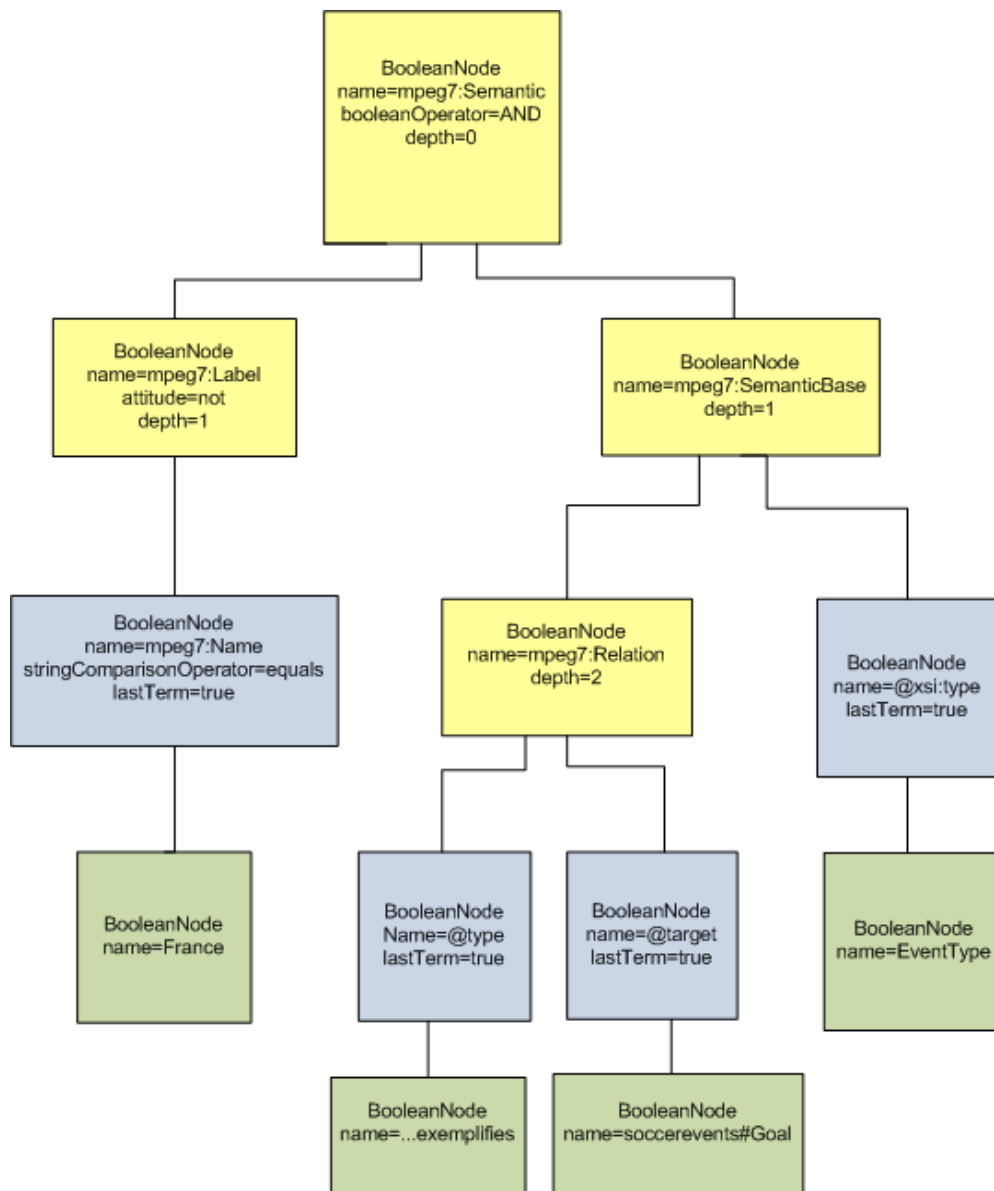 BooleanNode
name=mpeg7:Semantic
booleanOperator=AND
depth=0
BooleanNode
name=mpeg7:Label
attitude=not
depth=1
BooleanNode
name=mpeg7:SemanticBase
depth=1
BooleanNode
name=mpeg7:Name
stringComparisonOperator=equals
lastTerm=true
BooleanNode
name=mpeg7:Relation
depth=2
BooleanNode
name=@xsi:type
lastTerm=true
BooleanNode
name=France
BooleanNode
Name=@type
lastTerm=true
BooleanNode
name=@target
lastTerm=true
BooleanNode
name=EventType
BooleanNode
name=...exemplifies
BooleanNode
name=soccerevents#Goal